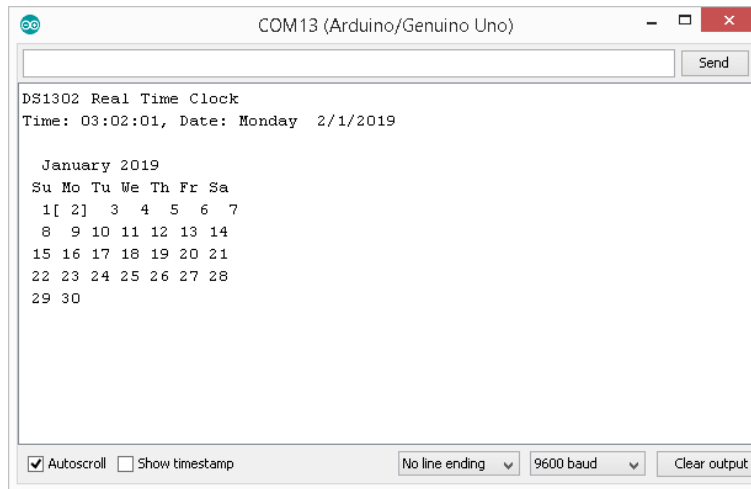 COM13 (Arduino/Genuino Uno)
Send
DS1302 Real Time Clock
Time: 03:02:01, Date: Monday  2/1/2019
January 2019
Su Mo Tu We Th Fr Sa
1[ 2]  3  4  5  6  7
8  9 10 11 12 13 14
15 16 17 18 19 20 21
22 23 24 25 26 27 28
29 30
Autoscroll Show timestamp No line ending 9600 baud Clear output